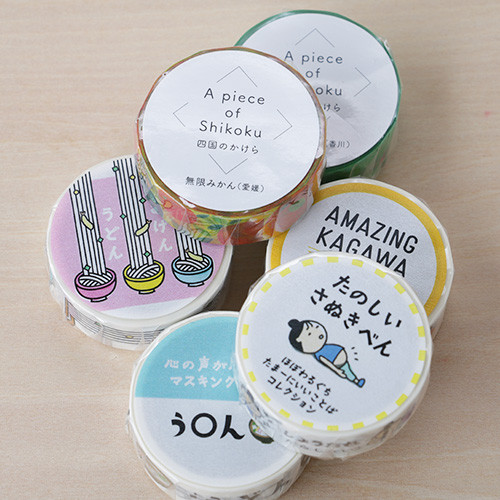 A piece
of
Shikoku
四国のかけら
無限みかん（愛媛）
A piece
of
香川）
うどん
けん
AMAZING
KAGAWA
たのしい
さぬきべん
ほぼわるぐち
たまーにいいことば
コレクション
心の声が
マスキング
う〇ん